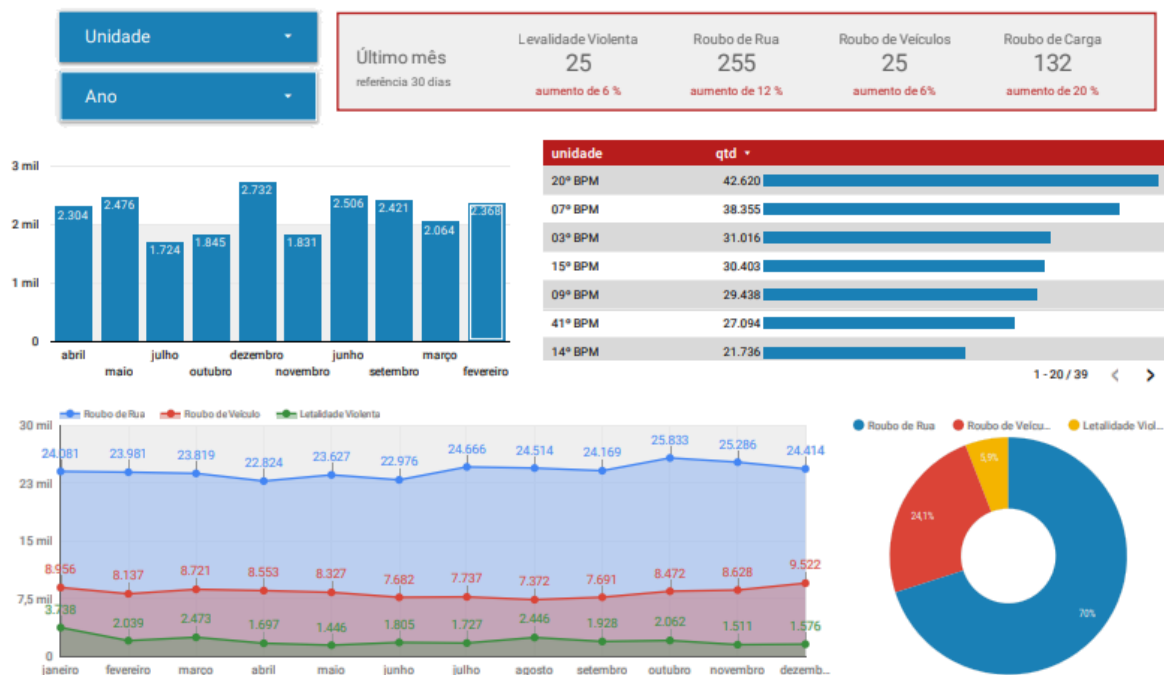 Unidade
Ano
Último mês
referência 30 dias
Levalidade Violenta
25
aumento de 6 %
Roubo de Rua
255
aumento de 12 %
Roubo de Veículos
25
aumento de 6%
Roubo de Carga
132
aumento de 20 %
3 mil
2 mil
1 mil
0
2.304
2.476
1.724
1.845
2.732
1.831
2.506
2.421
2.064
2.368
abril
maio
julho
outubro
dezembro
novembro
junho
setembro
março
fevereiro
unidade qtd
20º BPM 42.620
07º BPM 38.355
03º BPM 31.016
15º BPM 30.403
09º BPM 29.438
41º BPM 27.094
14º BPM 21.736
1 - 20 / 39
Roubo de Rua Roubo de Veículo Letalidade Violenta
30 mil
23 mil
15 mil
7,5 mil
0
24.081 23.981 23.819 22.824 23.627 22.976 24.666 24.514 24.169 25.833 25.286 24.414
8.956 8.137 8.721 8.553 8.327 7.682 7.737 7.372 7.691 8.472 8.628 9.522
3.738 2.039 2.473 1.697 1.446 1.805 1.727 2.446 1.928 2.062 1.511 1.576
janeiro fevereiro março abril maio junho julho agosto setembro outubro novembro dezemb...
Roubo de Rua Roubo de Veícu... Letalidade Viol...
5,9%
24,1%
70%